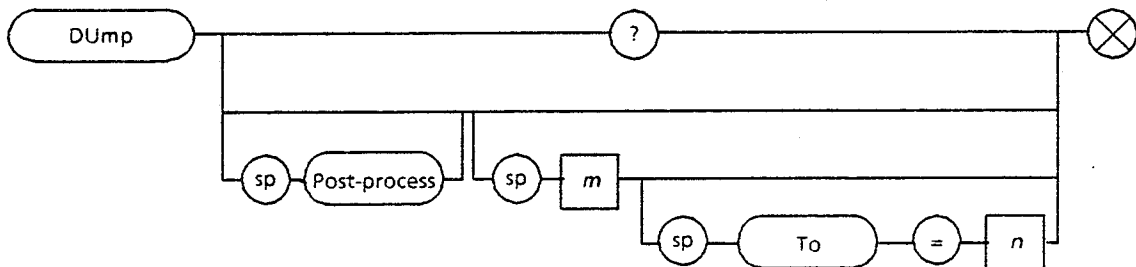 DUmp ?
sp Post-process sp m
sp To = n